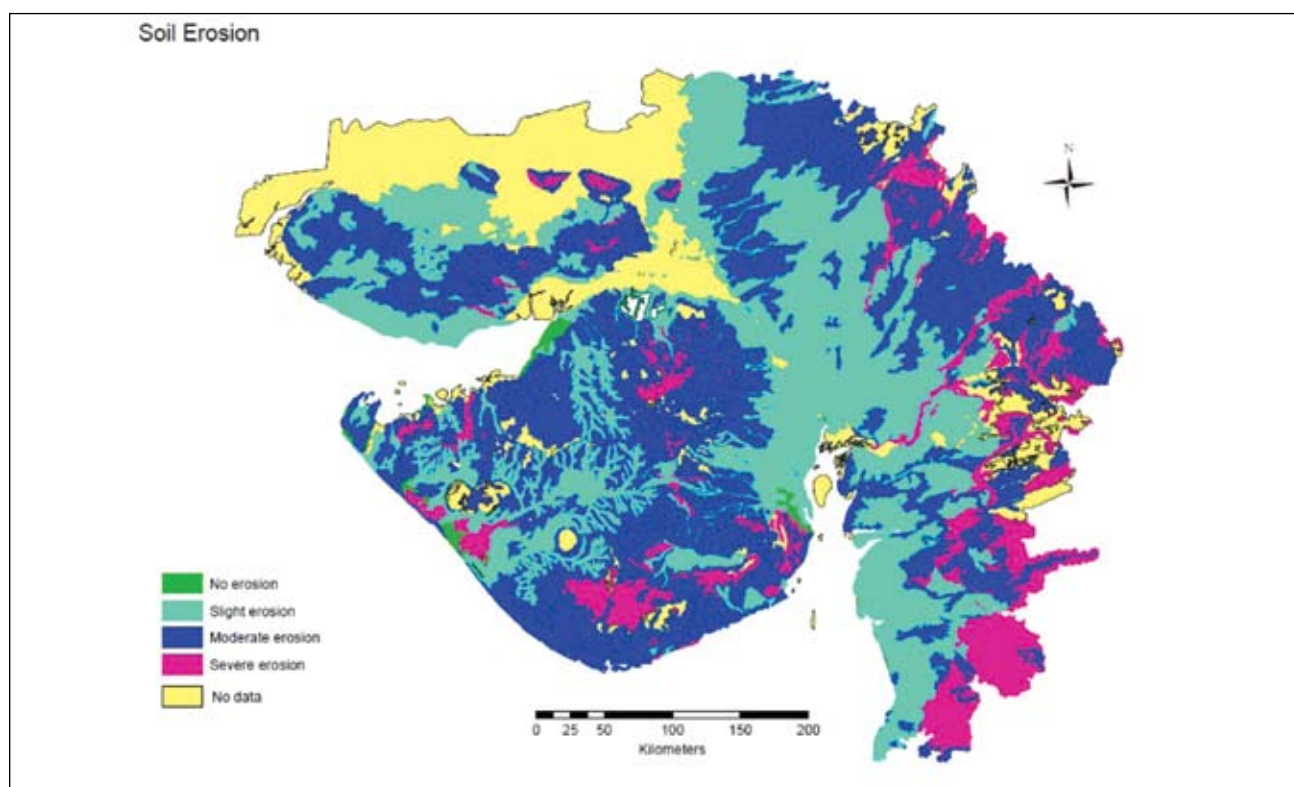 Soil Erosion
N
No erosion
Slight erosion
Moderate erosion
Severe erosion
No data
0 25 50 100 150 200
Kilometers